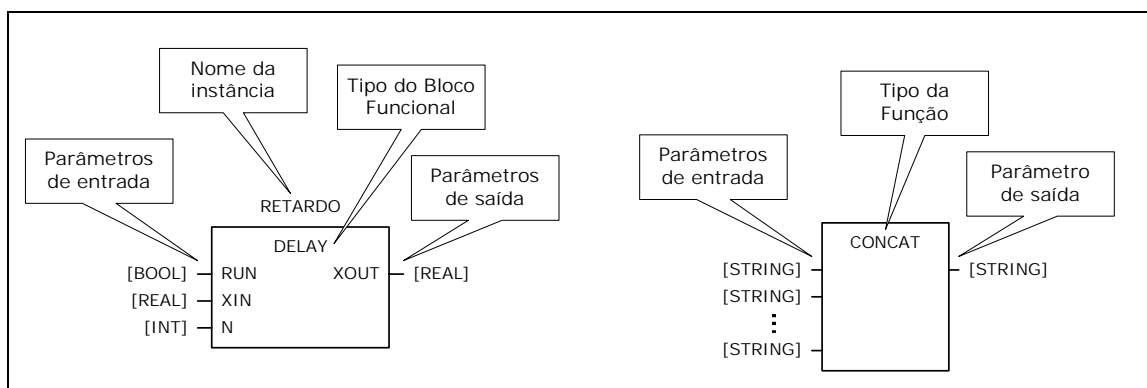 Nome da
instância
Tipo do Bloco
Funcional
Parâmetros
de entrada
Parâmetros
de saída
RETARDO
DELAY
[BOOL] RUN XOUT [REAL]
[REAL] XIN
[INT] N
Tipo da
Função
Parâmetros
de entrada
Parâmetro
de saída
CONCAT
[STRING] [STRING]
[STRING]
[STRING]